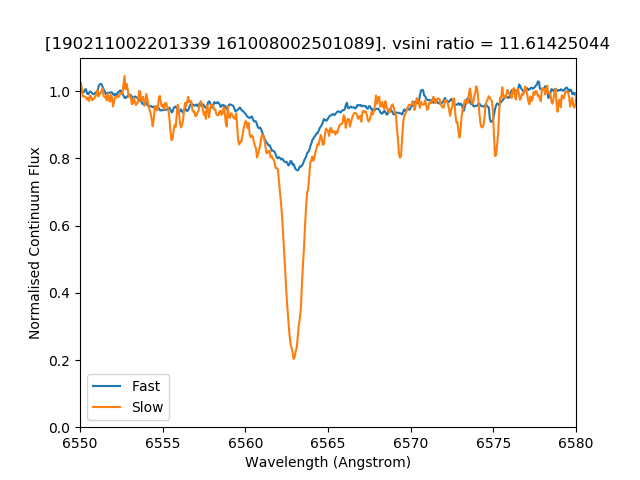 [190211002201339 161008002501089]. vsini ratio = 11.61425044
Normalised Continuum Flux
1.0
0.8
0.6
0.4
0.2
0.0
Fast
Slow
6550 6555 6560 6565 6570 6575 6580
Wavelength (Angstrom)